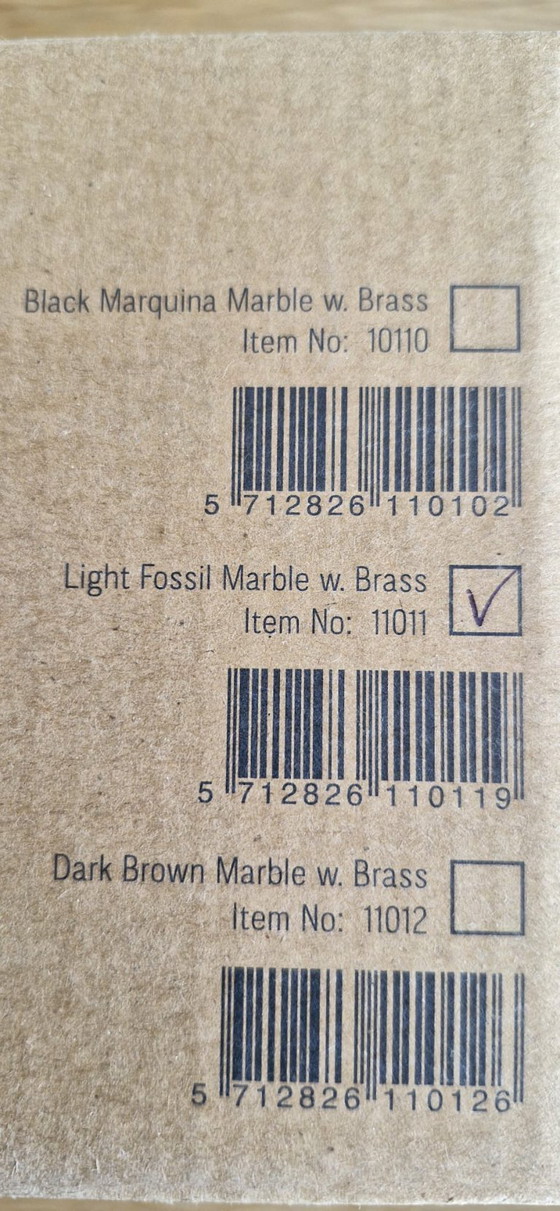 Black Marquina Marble w. Brass
Item No: 10110
5 712826 110102
Light Fossil Marble w. Brass
Item No: 11011
5 712826 110119
Dark Brown Marble w. Brass
Item No: 11012
5 712826 110126